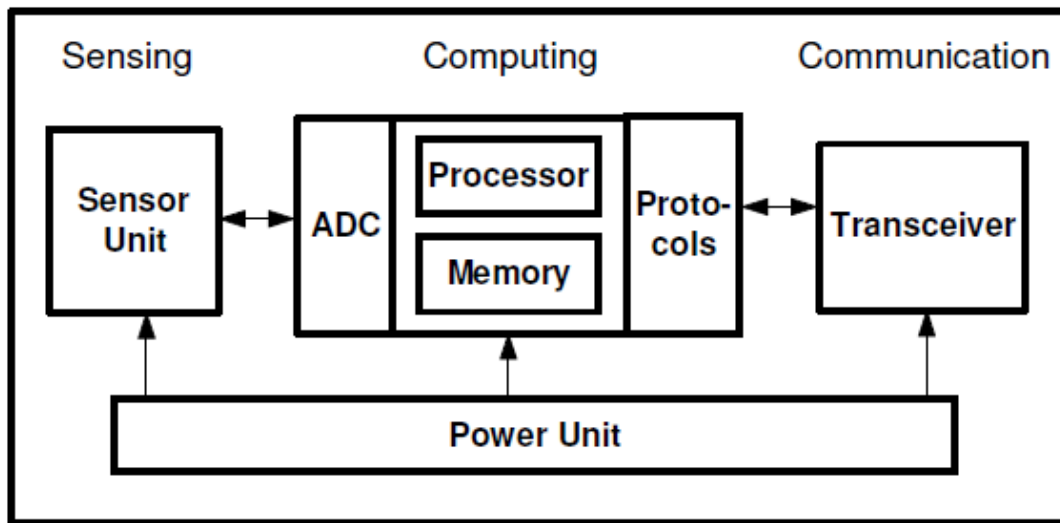 Sensing
Computing
Communication
Sensor
Unit
ADC
Processor
Memory
Proto-
cols
Transceiver
Power Unit